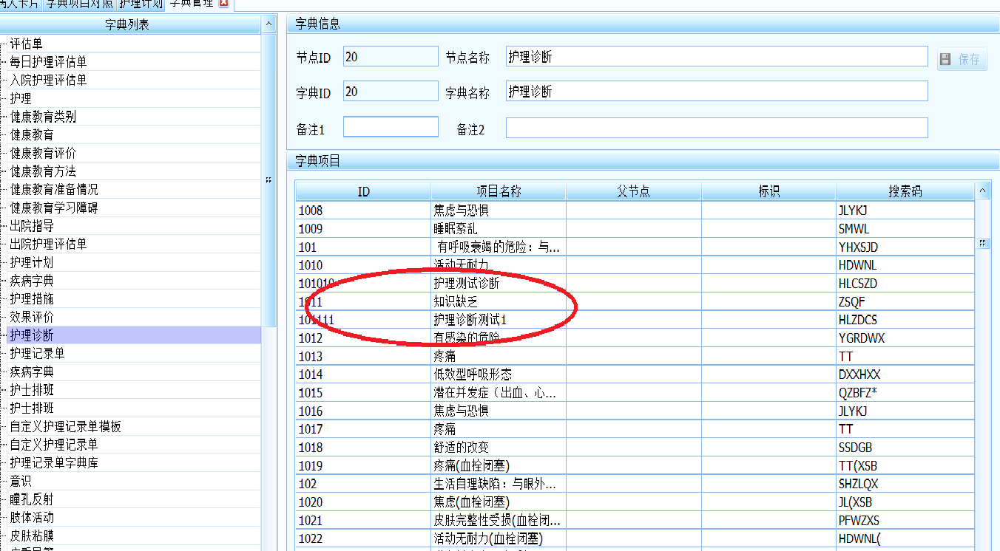 病人卡片 字典项目对照 护理计划 字典管理
字典列表
评估单
每日护理评估单
入院护理评估单
护理
健康教育类别
健康教育
健康教育评价
健康教育方法
健康教育准备情况
健康教育学习障碍
出院指导
出院护理评估单
护理计划
疾病字典
护理措施
效果评价
护理诊断
护理记录单
疾病字典
护士排班
护士排班
自定义护理记录单模板
自定义护理记录单
护理记录单字典库
意识
瞳孔反射
肢体活动
皮肤粘膜
字典信息
节点ID 20 节点名称 护理诊断 保存
字典ID 20 字典名称 护理诊断
备注1 备注2
字典项目
ID 项目名称 父节点 标识 搜索码
1008 焦虑与恐惧 JLYKJ
1009 睡眠紊乱 SMWL
101 有呼吸衰竭的危险：与... YHXSJD
1010 活动无耐力 HDWNL
101010 护理测试诊断 HLCSZD
1011 知识缺乏 ZSQF
101111 护理诊断测试1 HLZDCS
1012 有感染的危险 YGRDWX
1013 疼痛 TT
1014 低效型呼吸形态 DXXHXX
1015 潜在并发症（出血、心... QZBFZ*
1016 焦虑与恐惧 JLYKJ
1017 疼痛 TT
1018 舒适的改变 SSDGB
1019 疼痛(血栓闭塞) TT(XSB
102 生活自理缺陷：与眼外... SHZLQX
1020 焦虑(血栓闭塞) JL(XSB
1021 皮肤完整性受损(血栓闭... PFWZXS
1022 活动无耐力(血栓闭塞) HDWNL(